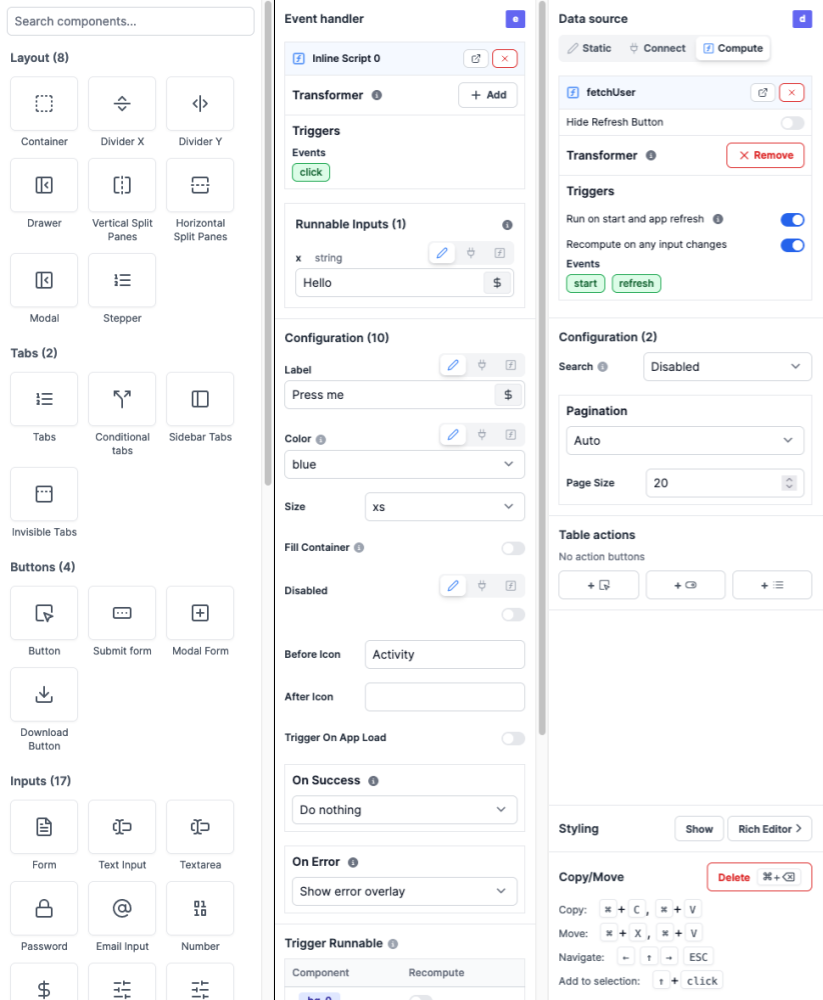 Search components...
Layout (8)
Container
Divider X
Divider Y
Drawer
Vertical Split
Panes
Horizontal
Split Panes
Modal
Stepper
Tabs (2)
Tabs
Conditional
tabs
Sidebar Tabs
Invisible Tabs
Buttons (4)
Button
Submit form
Modal Form
Download
Button
Inputs (17)
Form
Text Input
Textarea
Password
Email Input
Number
Event handler
e
Inline Script 0
Transformer
+ Add
Triggers
Events
click
Runnable Inputs (1)
x string
Hello
$
Configuration (10)
Label
Press me
$
Color
blue
Size
xs
Fill Container
Disabled
Before Icon
Activity
After Icon
Trigger On App Load
On Success
Do nothing
On Error
Show error overlay
Trigger Runnable
Component Recompute
Data source
d
Static Connect Compute
fetchUser
Hide Refresh Button
Transformer
× Remove
Triggers
Run on start and app refresh
Recompute on any input changes
Events
start refresh
Configuration (2)
Search
Disabled
Pagination
Auto
Page Size
20
Table actions
No action buttons
+ + +
Styling
Show
Rich Editor >
Copy/Move
Delete ⌘+⌫
Copy: ⌘ + C, ⌘ + V
Move: ⌘ + X, ⌘ + V
Navigate: ← ↑ → ESC
Add to selection: ↑ + click